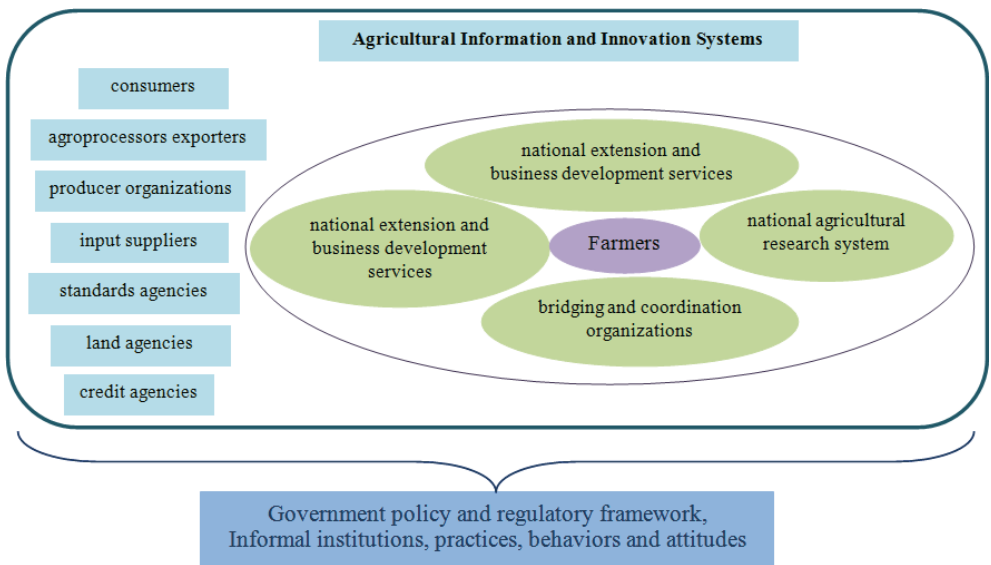 Agricultural Information and Innovation Systems
consumers
agroprocessors exporters
producer organizations
input suppliers
standards agencies
land agencies
credit agencies
national extension and
business development services
national extension and
business development
services
Farmers
national agricultural
research system
bridging and coordination
organizations
Government policy and regulatory framework,
Informal institutions, practices, behaviors and attitudes